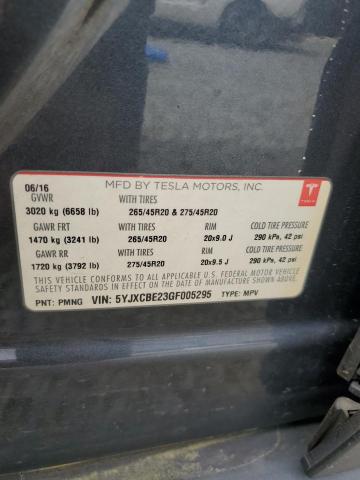 06/16 MFD BY TESLA MOTORS, INC.
GVWR WITH TIRES
3020 kg (6658 lb) 265/45R20 & 275/45R20
GAWR FRT WITH TIRES RIM COLD TIRE PRESSURE
1470 kg (3241 lb) 265/45R20 20x9.0 J 290 kPa, 42 psi
GAWR RR WITH TIRES RIM COLD TIRE PRESSURE
1720 kg (3792 lb) 275/45R20 20x9.5 J 290 kPa, 42 psi
THIS VEHICLE CONFORMS TO ALL APPLICABLE U.S. FEDERAL MOTOR VEHICLE
SAFETY STANDARDS IN EFFECT ON THE DATE OF MANUFACTURE SHOWN ABOVE.
PNT: PMNG VIN: 5YJXCBE23GF005295 TYPE: MPV
TESLA